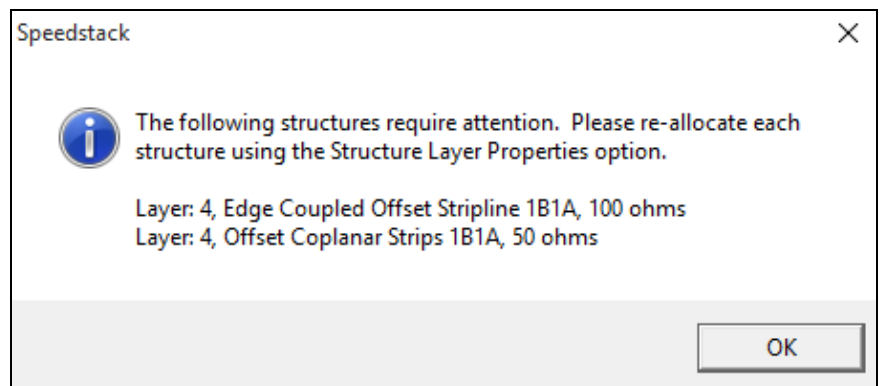 Speedstack
The following structures require attention.  Please re-allocate each
structure using the Structure Layer Properties option.
Layer: 4, Edge Coupled Offset Stripline 1B1A, 100 ohms
Layer: 4, Offset Coplanar Strips 1B1A, 50 ohms
OK